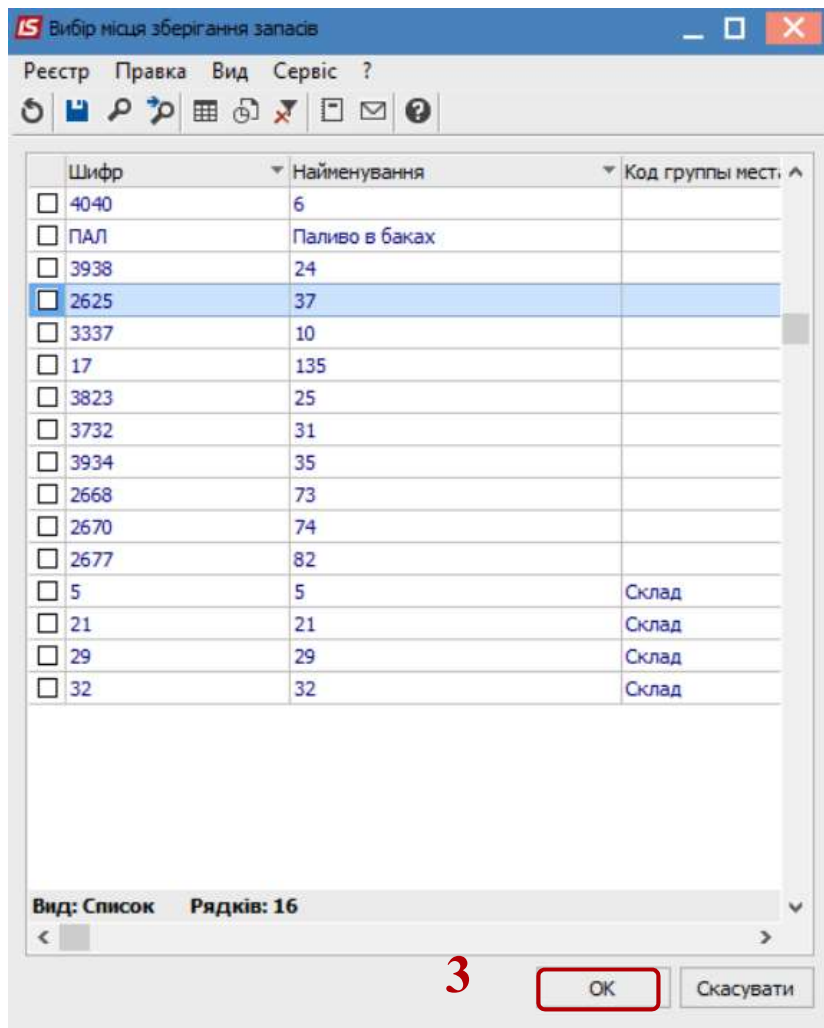 IS Вибір місця зберігання запасів
Реєстр Правка Вид Сервіс ?
Шифр Найменування Код группы места
4040 6
ПАЛ Паливо в баках
3938 24
2625 37
3337 10
17 135
3823 25
3732 31
3934 35
2668 73
2670 74
2677 82
5 5 Склад
21 21 Склад
29 29 Склад
32 32 Склад
Вид: Список Рядків: 16
3
ОК Скасувати